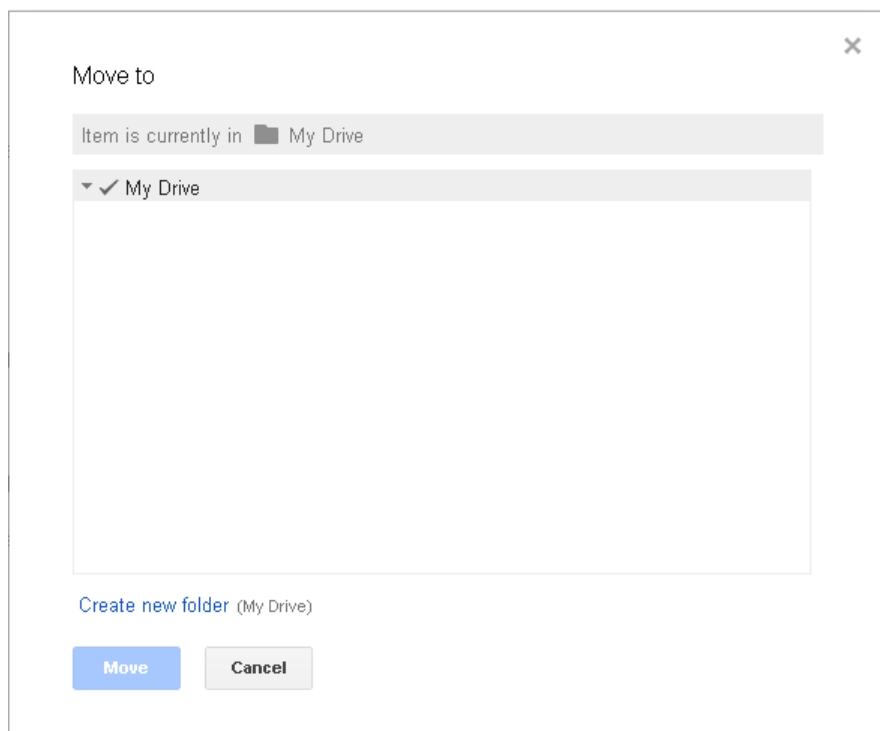 Move to
Item is currently in My Drive
My Drive
Create new folder (My Drive)
Move Cancel